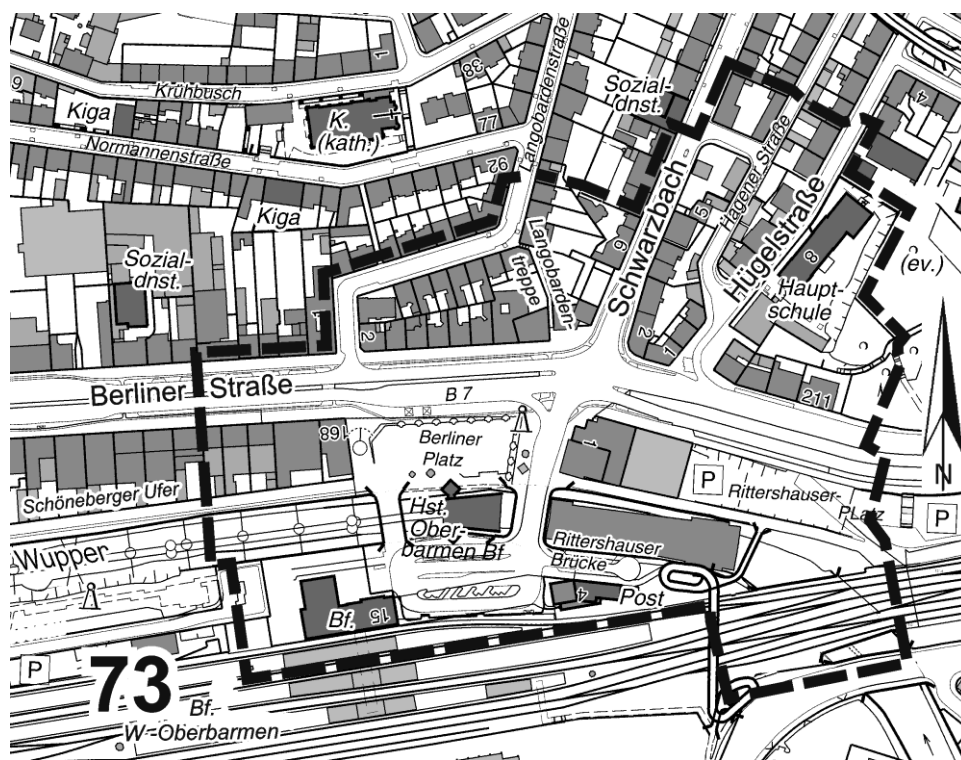 1
Krühbusch
38
Langobardenstraße
Sozial-
dnst.
4
9
Kiga
K.
(kath.)
77
Normannenstraße
92
Schwarzbach
Hagener Straße
5
Hügelstraße
Kiga
Langobarden-
treppe
9
8
(ev.)
Sozial-
dnst.
Haupt-
schule
1
2
2
1
Berliner Straße
B 7
211
N
168
Berliner
Platz
1
Schöneberger Ufer
P
Rittershauser-
Platz
P
Hst.
Ober-
barmen Bf
Wupper
Rittershauser
Brücke
4
Post
Bf.
15
P
73
Bf.
W-Oberbarmen